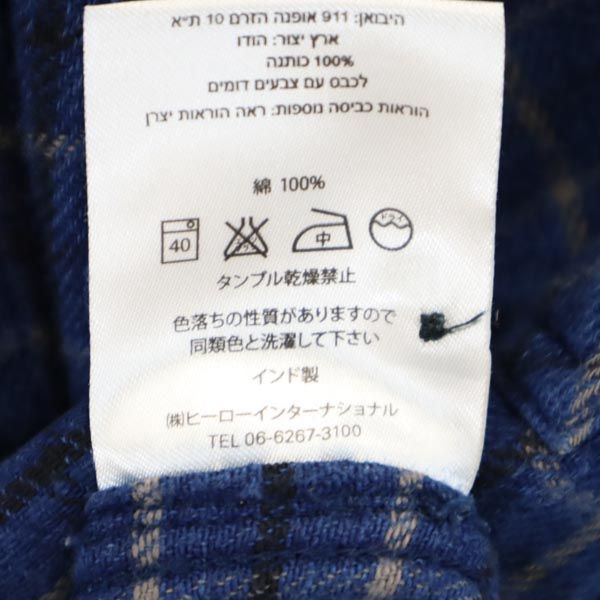 היבואן: 911 אופנה הזרם 10 ת"א
ארץ יצור: הודו
100% כותנה
לכבס עם צבעים דומים
הוראות כביסה נוספות: ראה הוראות יצרן
綿 100%
40 中 ドライ
タンブル乾燥禁止
色落ちの性質がありますので
同類色と洗濯して下さい
インド製
㈱ヒーローインターナショナル
TEL 06-6267-3100